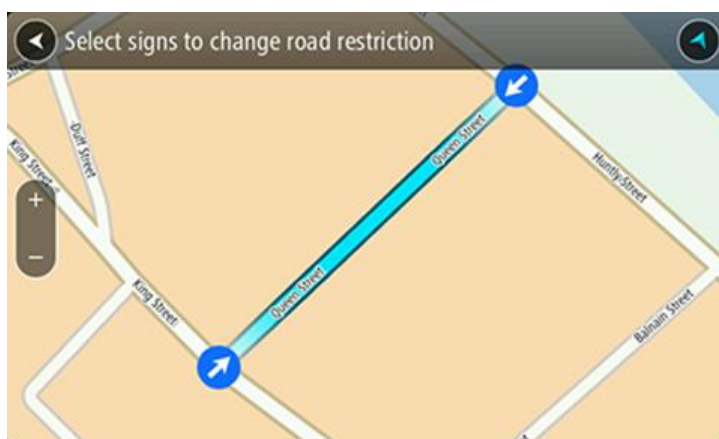 Select signs to change road restriction
Street
Duff Street
King Street
Queen Street
Huntly Street
+
−
Queen Street
King Street
Balnain Street